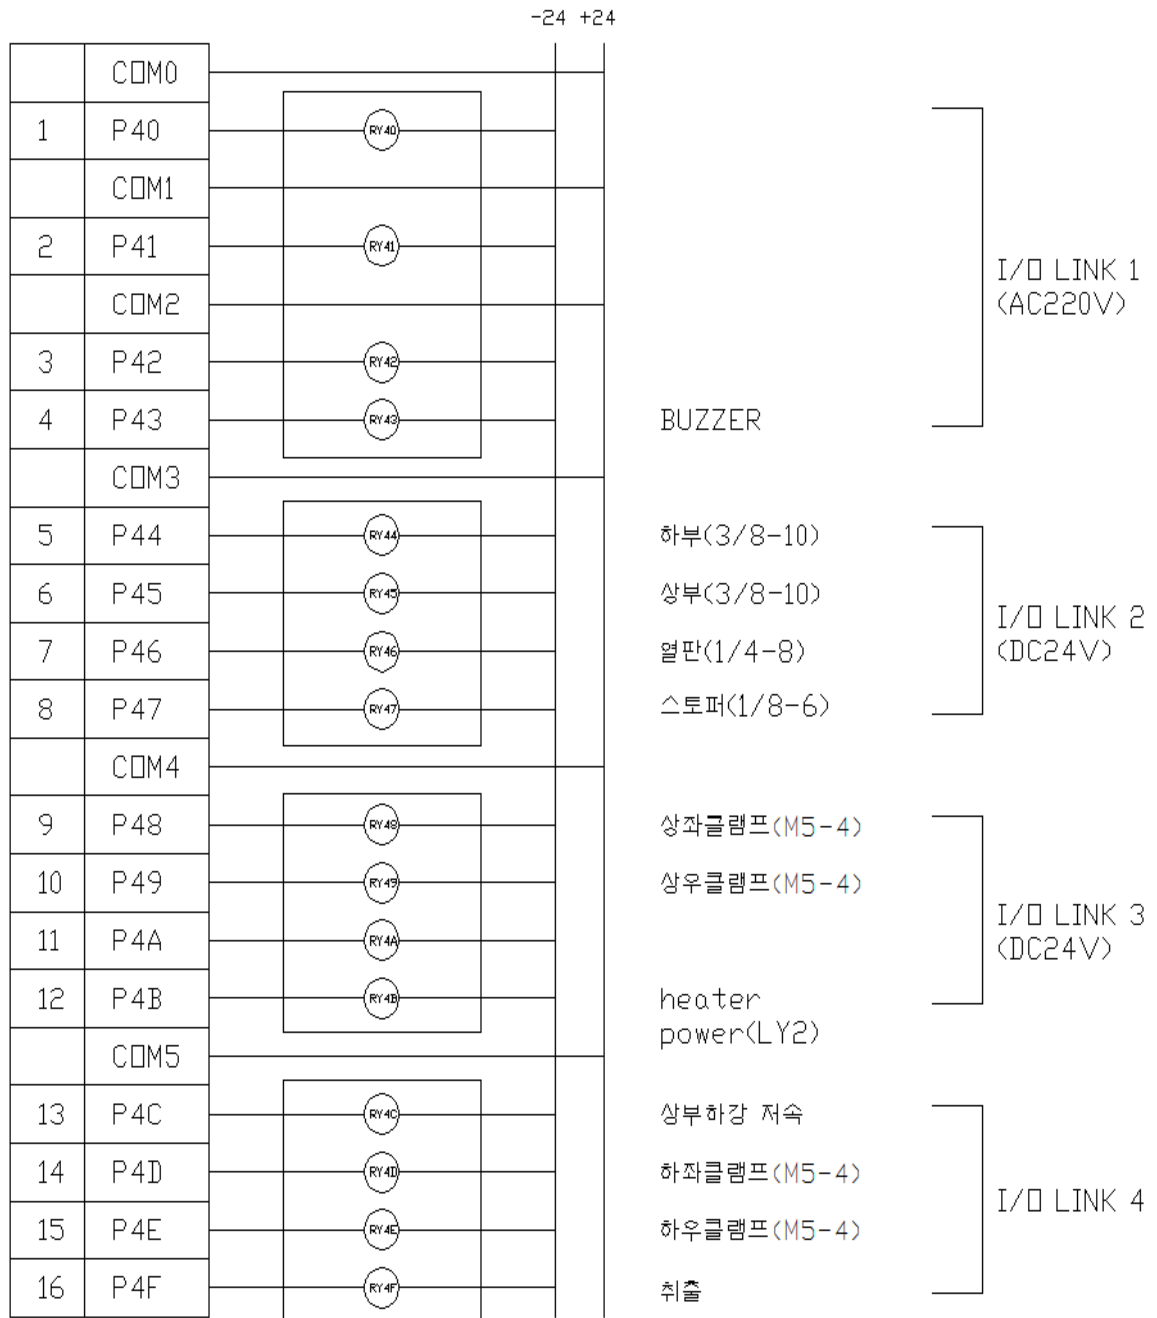 -24 +24
COM0
1 P40 RY40
COM1
2 P41 RY41
COM2
3 P42 RY42
4 P43 RY43 BUZZER
I/O LINK 1
(AC220V)
COM3
5 P44 RY44 하부(3/8-10)
6 P45 RY45 상부(3/8-10)
7 P46 RY46 열판(1/4-8)
8 P47 RY47 스토퍼(1/8-6)
I/O LINK 2
(DC24V)
COM4
9 P48 RY48 상좌클램프(M5-4)
10 P49 RY49 상우클램프(M5-4)
11 P4A RY4A
12 P4B RY4B heater
power(LY2)
I/O LINK 3
(DC24V)
COM5
13 P4C RY4C 상부하강 저속
14 P4D RY4D 하좌클램프(M5-4)
15 P4E RY4E 하우클램프(M5-4)
16 P4F RY4F 취출
I/O LINK 4